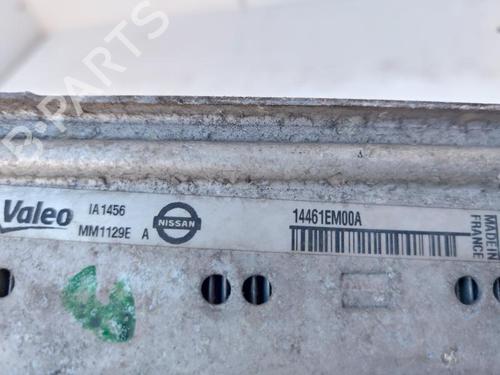 Valeo
IA1456
MM1129E A
NISSAN
14461EM00A
MADE IN
FRANCE
B-PARTS